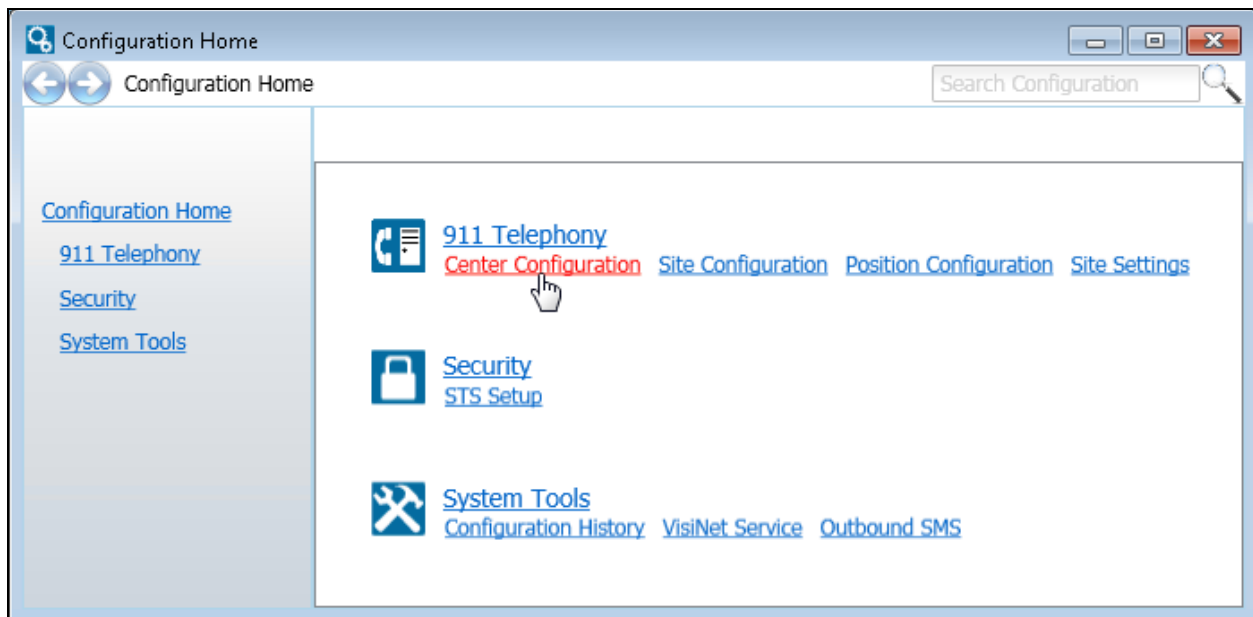 Configuration Home
Configuration Home
Search Configuration
Configuration Home
911 Telephony
Security
System Tools
911 Telephony
Center Configuration Site Configuration Position Configuration Site Settings
Security
STS Setup
System Tools
Configuration History VisiNet Service Outbound SMS